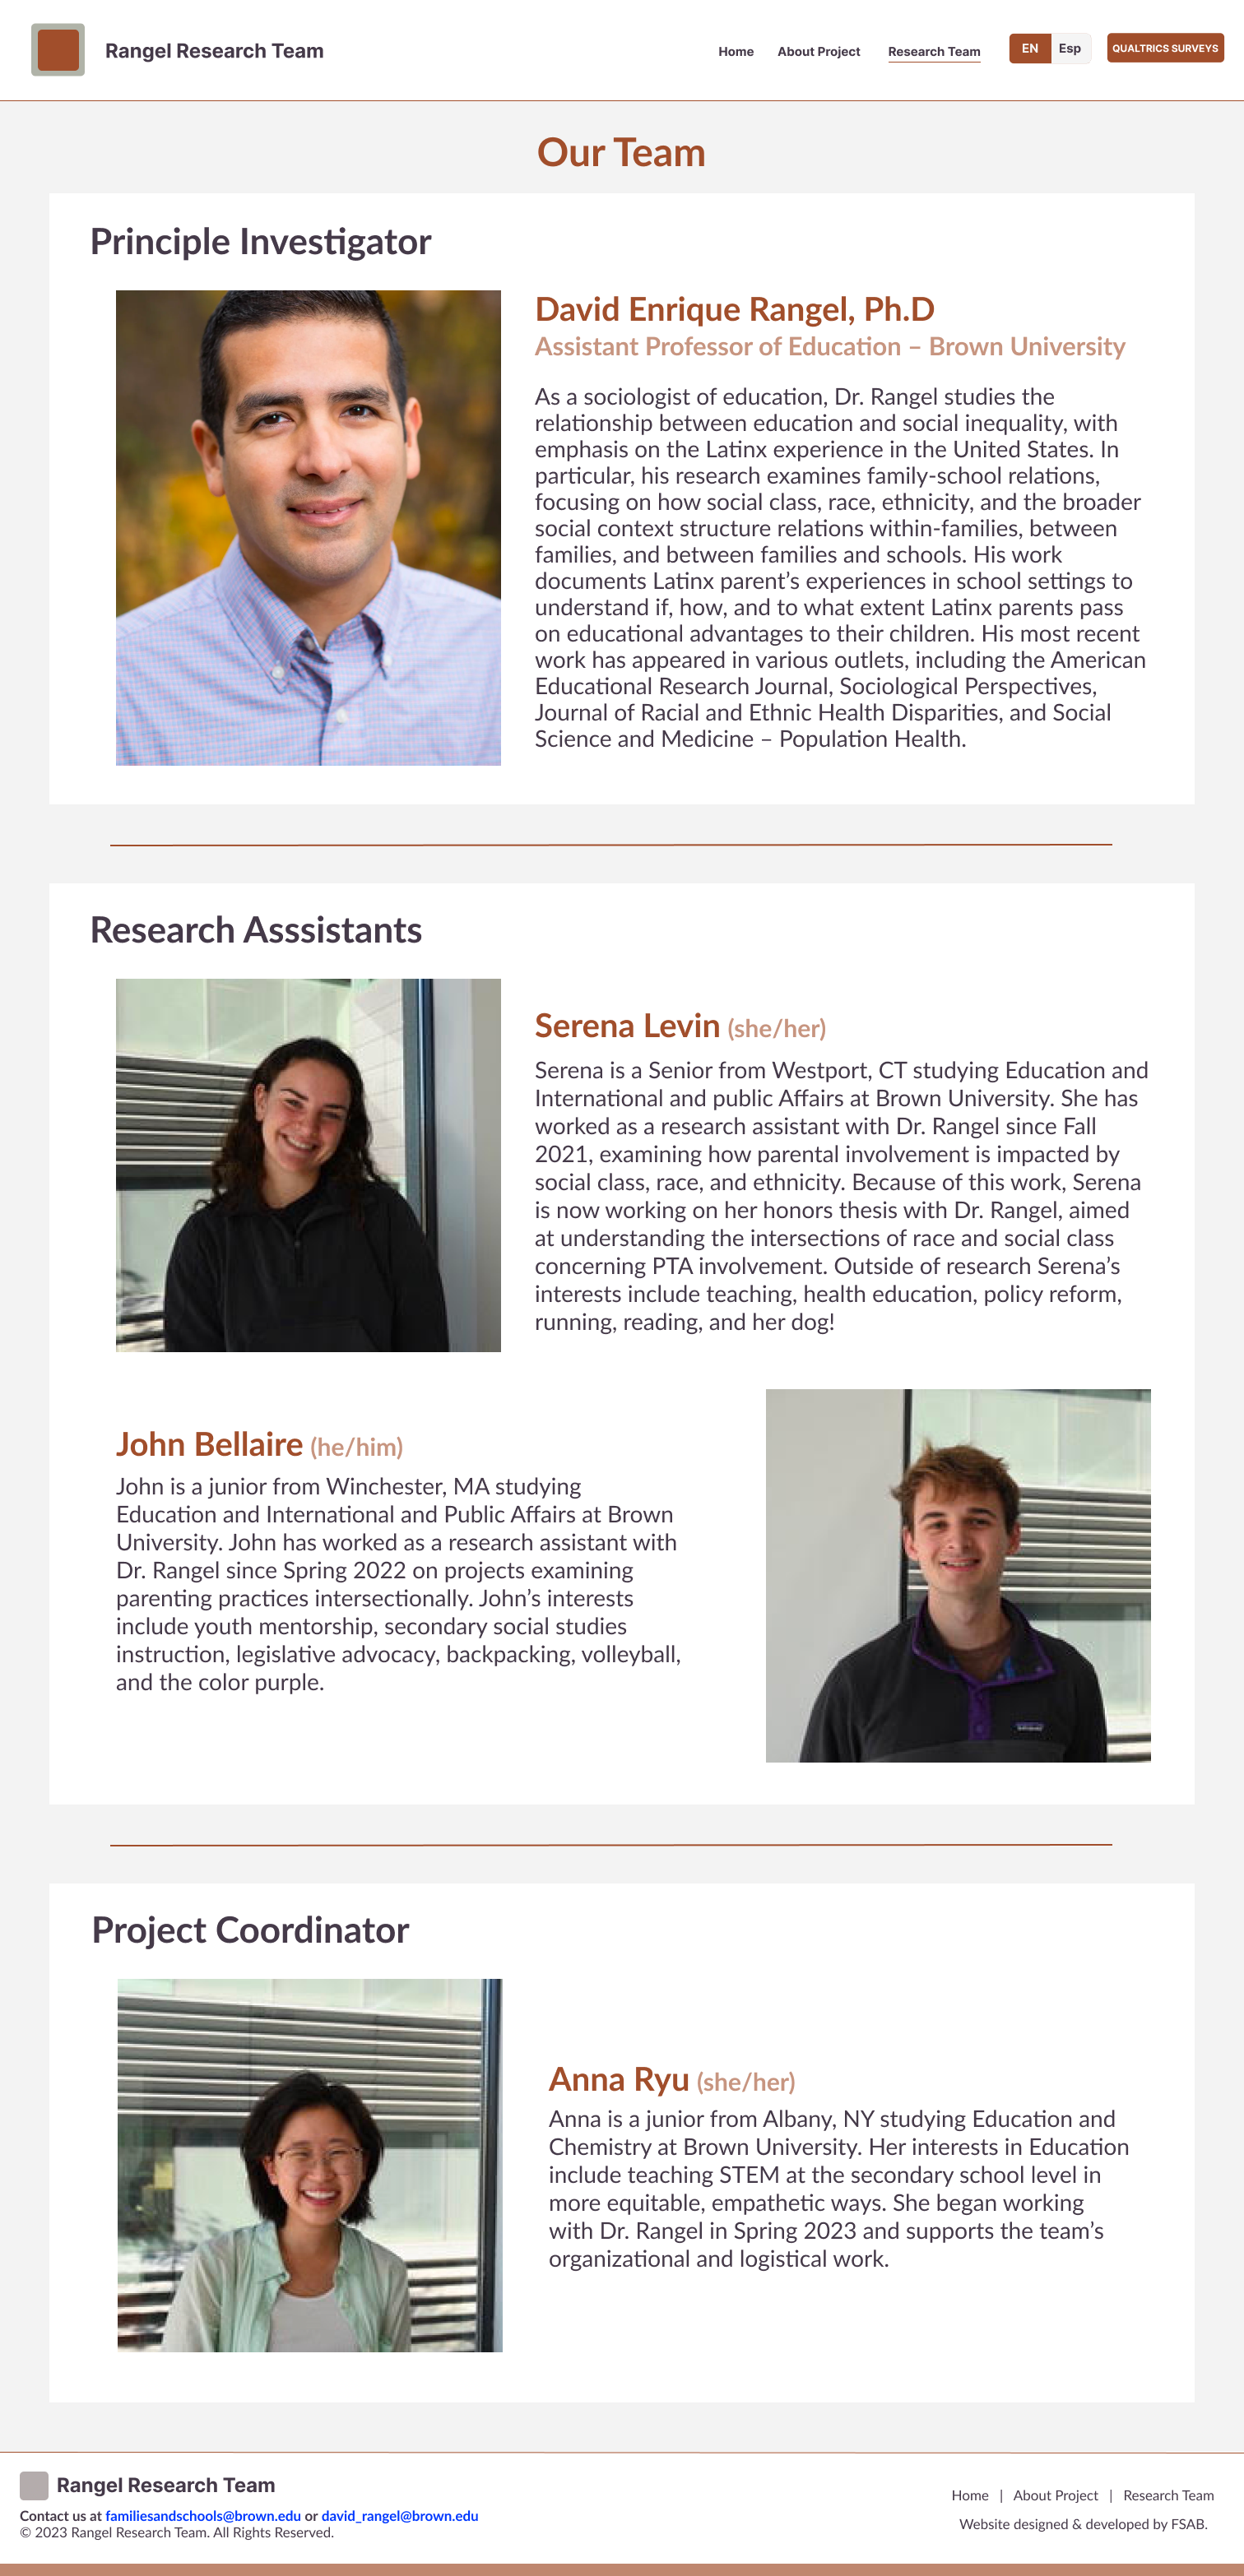 Rangel Research Team
Home
About Project
Research Team
EN
Esp
QUALTRICS SURVEYS
Our Team
Principle Investigator
David Enrique Rangel, Ph.D
Assistant Professor of Education – Brown University
As a sociologist of education, Dr. Rangel studies the
relationship between education and social inequality, with
emphasis on the Latinx experience in the United States. In
particular, his research examines family-school relations,
focusing on how social class, race, ethnicity, and the broader
social context structure relations within-families, between
families, and between families and schools. His work
documents Latinx parent’s experiences in school settings to
understand if, how, and to what extent Latinx parents pass
on educational advantages to their children. His most recent
work has appeared in various outlets, including the American
Educational Research Journal, Sociological Perspectives,
Journal of Racial and Ethnic Health Disparities, and Social
Science and Medicine – Population Health.
Research Asssistants
Serena Levin (she/her)
Serena is a Senior from Westport, CT studying Education and
International and public Affairs at Brown University. She has
worked as a research assistant with Dr. Rangel since Fall
2021, examining how parental involvement is impacted by
social class, race, and ethnicity. Because of this work, Serena
is now working on her honors thesis with Dr. Rangel, aimed
at understanding the intersections of race and social class
concerning PTA involvement. Outside of research Serena’s
interests include teaching, health education, policy reform,
running, reading, and her dog!
John Bellaire (he/him)
John is a junior from Winchester, MA studying
Education and International and Public Affairs at Brown
University. John has worked as a research assistant with
Dr. Rangel since Spring 2022 on projects examining
parenting practices intersectionally. John’s interests
include youth mentorship, secondary social studies
instruction, legislative advocacy, backpacking, volleyball,
and the color purple.
Project Coordinator
Anna Ryu (she/her)
Anna is a junior from Albany, NY studying Education and
Chemistry at Brown University. Her interests in Education
include teaching STEM at the secondary school level in
more equitable, empathetic ways. She began working
with Dr. Rangel in Spring 2023 and supports the team’s
organizational and logistical work.
Rangel Research Team
Contact us at familiesandschools@brown.edu or david_rangel@brown.edu
© 2023 Rangel Research Team. All Rights Reserved.
Home | About Project | Research Team
Website designed & developed by FSAB.